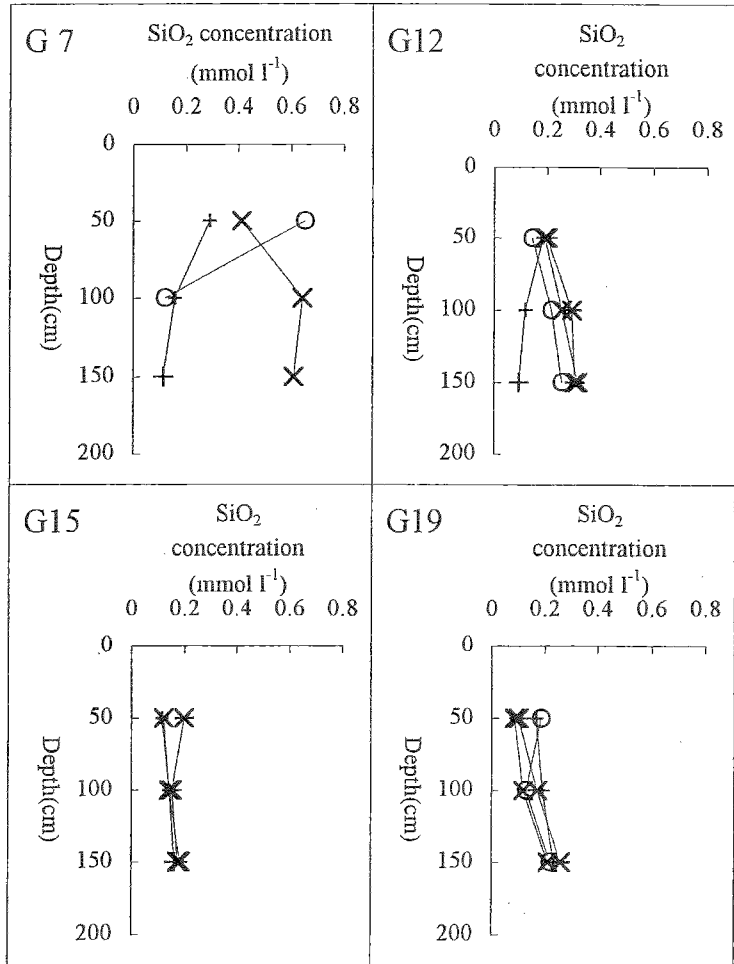 G 7
SiO2 concentration
(mmol l-1)
0 0.2 0.4 0.6 0.8
0
50
100
150
200
Depth(cm)
G12
SiO2
concentration
(mmol l-1)
0 0.2 0.4 0.6 0.8
0
50
100
150
200
Depth(cm)
G15
SiO2
concentration
(mmol l-1)
0 0.2 0.4 0.6 0.8
0
50
100
150
200
Depth(cm)
G19
SiO2
concentration
(mmol l-1)
0 0.2 0.4 0.6 0.8
0
50
100
150
200
Depth(cm)